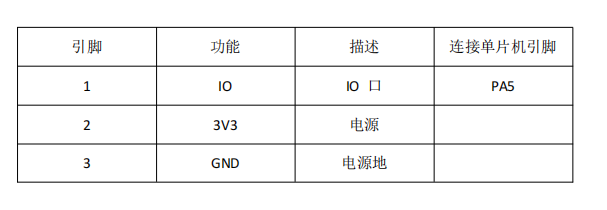 引脚 功能 描述 连接单片机引脚
1 IO IO 口 PA5
2 3V3 电源
3 GND 电源地